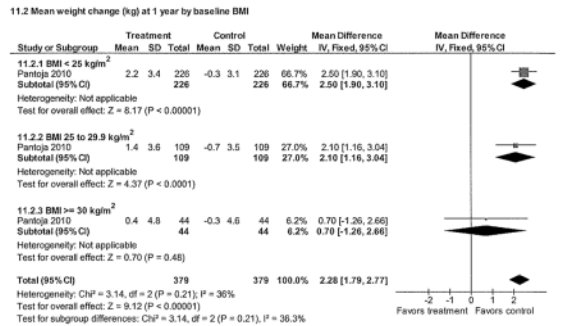 11.2 Mean weight change (kg) at 1 year by baseline BMI
Treatment Control Mean Difference Mean Difference
Study or Subgroup Mean SD Total Mean SD Total Weight IV, Fixed, 95% CI IV, Fixed, 95% CI
11.2.1 BMI < 25 kg/m²
Pantoja 2010 2.2 3.4 226 -0.3 3.1 226 66.7% 2.50 [1.90, 3.10]
Subtotal (95% CI) 226 226 66.7% 2.50 [1.90, 3.10]
Heterogeneity: Not applicable
Test for overall effect: Z = 8.17 (P < 0.00001)
11.2.2 BMI 25 to 29.9 kg/m²
Pantoja 2010 1.4 3.6 109 -0.7 3.5 109 27.0% 2.10 [1.16, 3.04]
Subtotal (95% CI) 109 109 27.0% 2.10 [1.16, 3.04]
Heterogeneity: Not applicable
Test for overall effect: Z = 4.37 (P < 0.0001)
11.2.3 BMI >= 30 kg/m²
Pantoja 2010 0.4 4.8 44 -0.3 4.6 44 6.2% 0.70 [-1.26, 2.66]
Subtotal (95% CI) 44 44 6.2% 0.70 [-1.26, 2.66]
Heterogeneity: Not applicable
Test for overall effect: Z = 0.70 (P = 0.48)
Total (95% CI) 379 379 100.0% 2.28 [1.79, 2.77]
Heterogeneity: Chi² = 3.14, df = 2 (P = 0.21); I² = 36%
Test for overall effect: Z = 9.12 (P < 0.00001)
Test for subgroup differences: Chi² = 3.14, df = 2 (P = 0.21), I² = 36.3%
-2 -1 0 1 2
Favors treatment Favors control